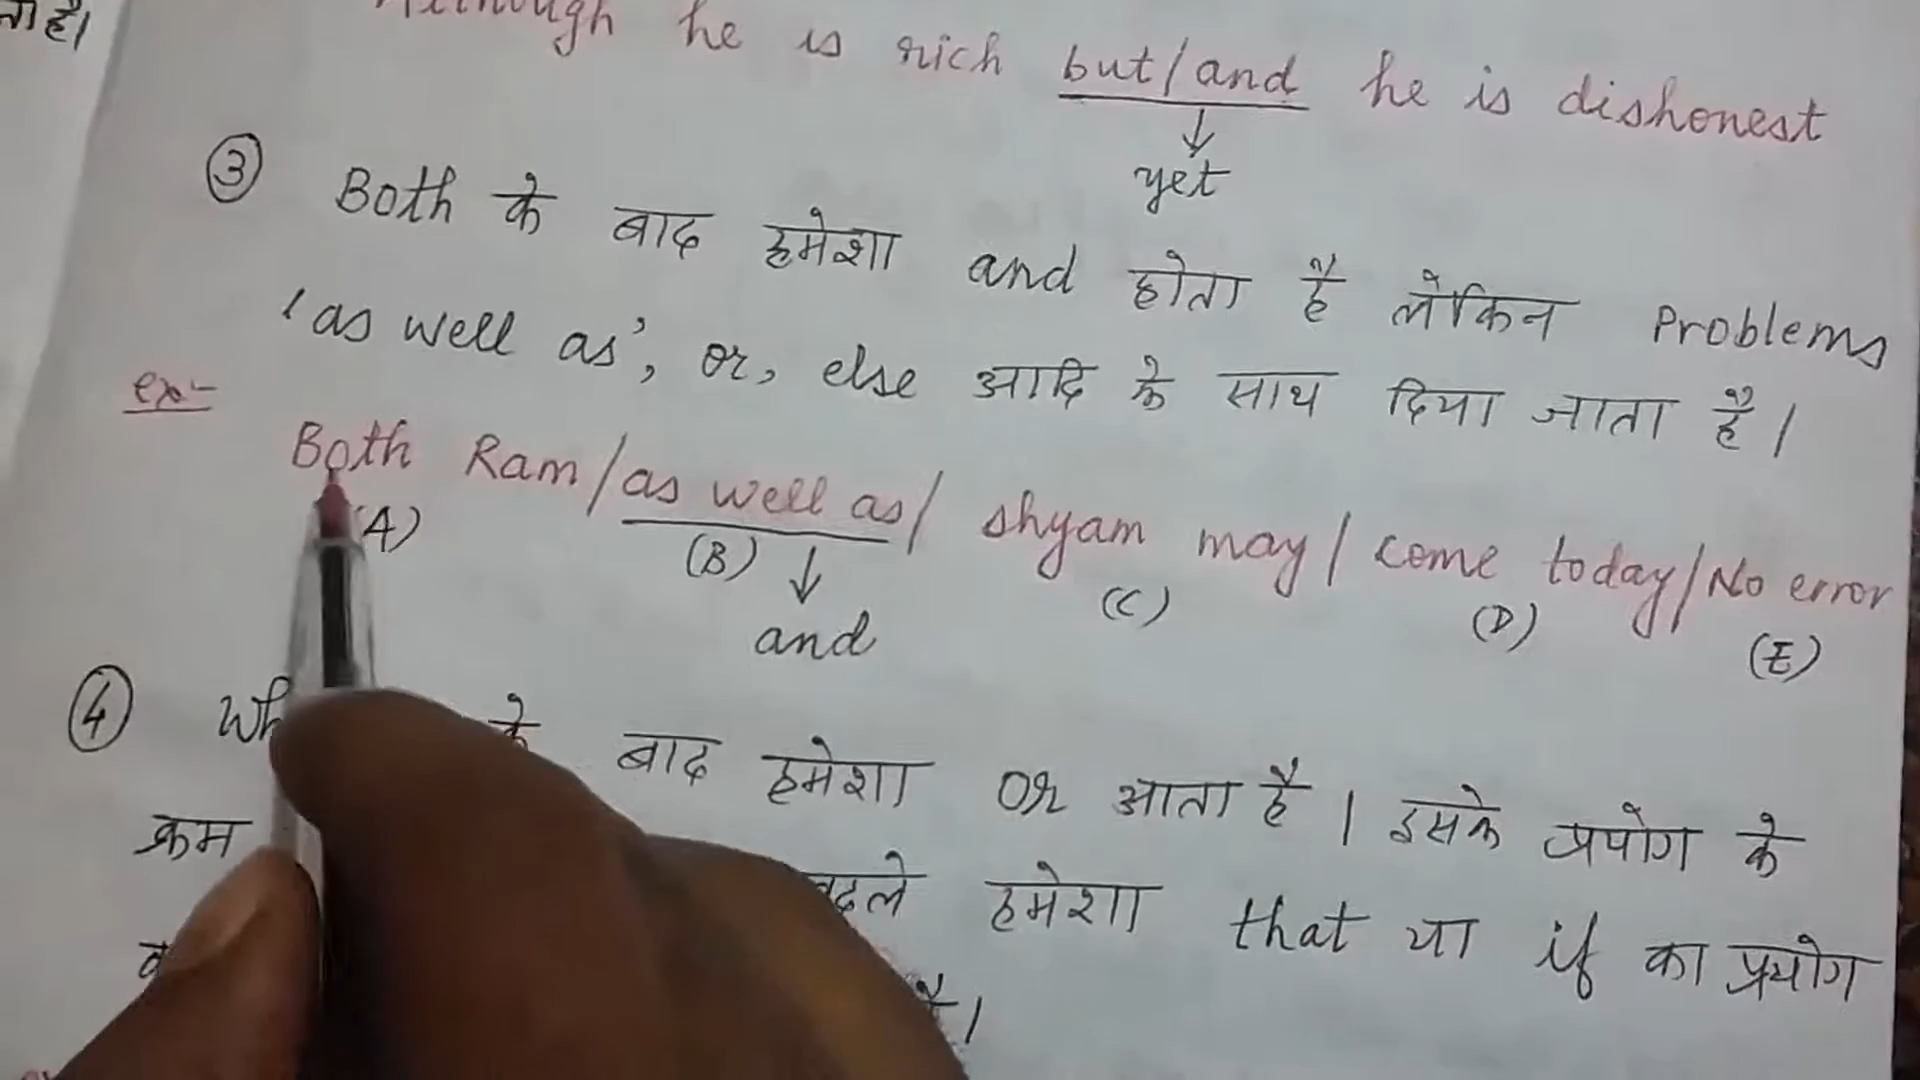 ता है।
Although he is rich but/and he is dishonest
yet
③ Both के बाद हमेशा and होता है लेकिन Problems
'as well as', or, else आदि के साथ दिया जाता है।
ex:-
Both Ram / as well as / shyam may / come today / No error
(A) (B) (C) (D) (E)
and
④ के बाद हमेशा or आता है। इसके प्रयोग के
क्रम बदले हमेशा that या if का प्रयोग
है।